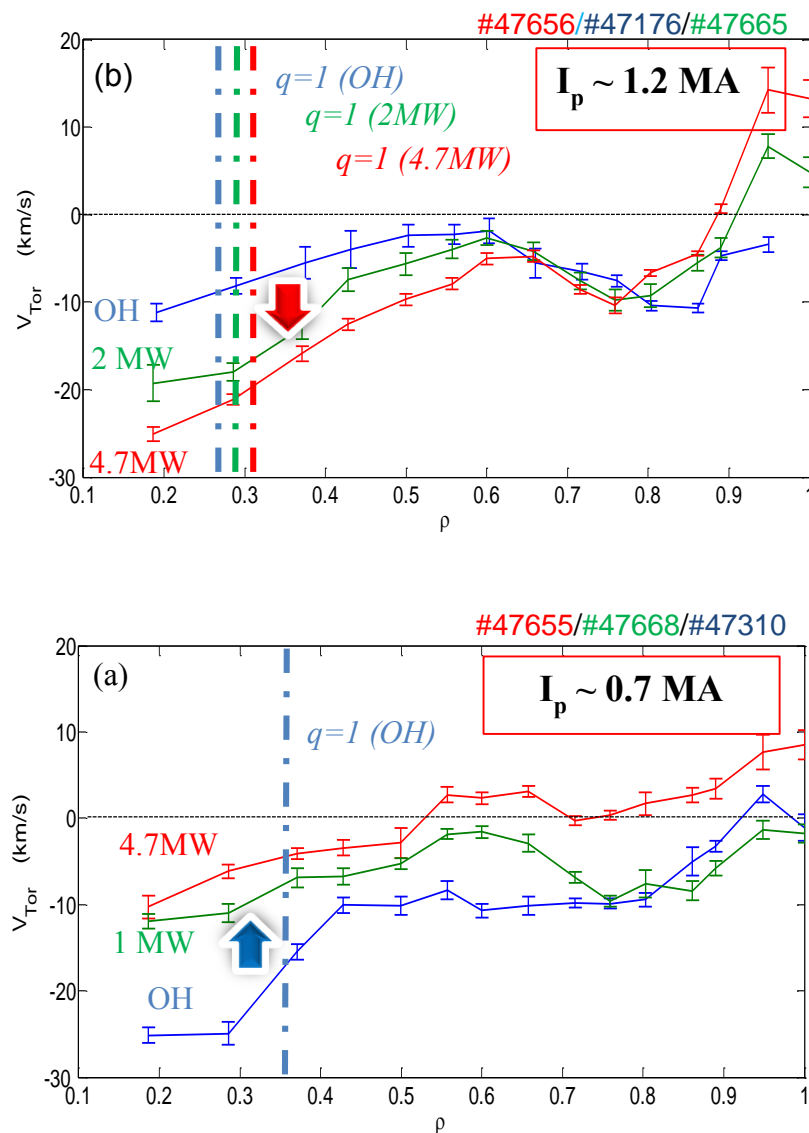 #47656/#47176/#47665
(b)
I_p ~ 1.2 MA
q=1 (OH)
q=1 (2MW)
q=1 (4.7MW)
V_Tor (km/s)
20
10
0
-10
-20
-30
OH
2 MW
4.7MW
0.1 0.2 0.3 0.4 0.5 0.6 0.7 0.8 0.9 1
ρ
#47655/#47668/#47310
(a)
I_p ~ 0.7 MA
q=1 (OH)
V_Tor (km/s)
20
10
0
-10
-20
-30
4.7MW
1 MW
OH
0.1 0.2 0.3 0.4 0.5 0.6 0.7 0.8 0.9 1
ρ